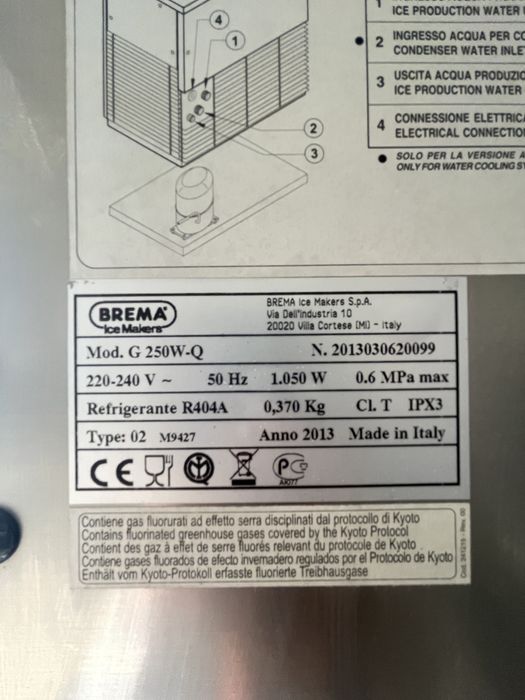 4
1
2
3
1
ICE PRODUCTION WATER
2 INGRESSO ACQUA PER
CONDENSER WATER
3 USCITA ACQUA
ICE PRODUCTION WATER
4 CONNESSIONE
ELECTRICAL
SOLO PER LA VERSIONE
ONLY FOR WATER COOLING
BREMA
Ice Makers
BREMA Ice Makers S.p.A.
Via Dell'Industria 10
20020 Villa Cortese (MI) - Italy
Mod. G 250W-Q N. 2013030620099
220-240 V ~ 50 Hz 1.050 W 0.6 MPa max
Refrigerante R404A 0,370 Kg Cl. T IPX3
Type: 02 M9427 Anno 2013 Made in Italy
CE
Contiene gas fluorurati ad effetto serra disciplinati dal protocollo di Kyoto
Contains fluorinated greenhouse gases covered by the Kyoto Protocol
Contient des gaz à effet de serre fluorés relevant du protocole de Kyoto
Contiene gases fluorados de efecto invernadero regulados por el Protocolo de Kyoto
Enthält vom Kyoto-Protokoll erfasste fluorierte Treibhausgase